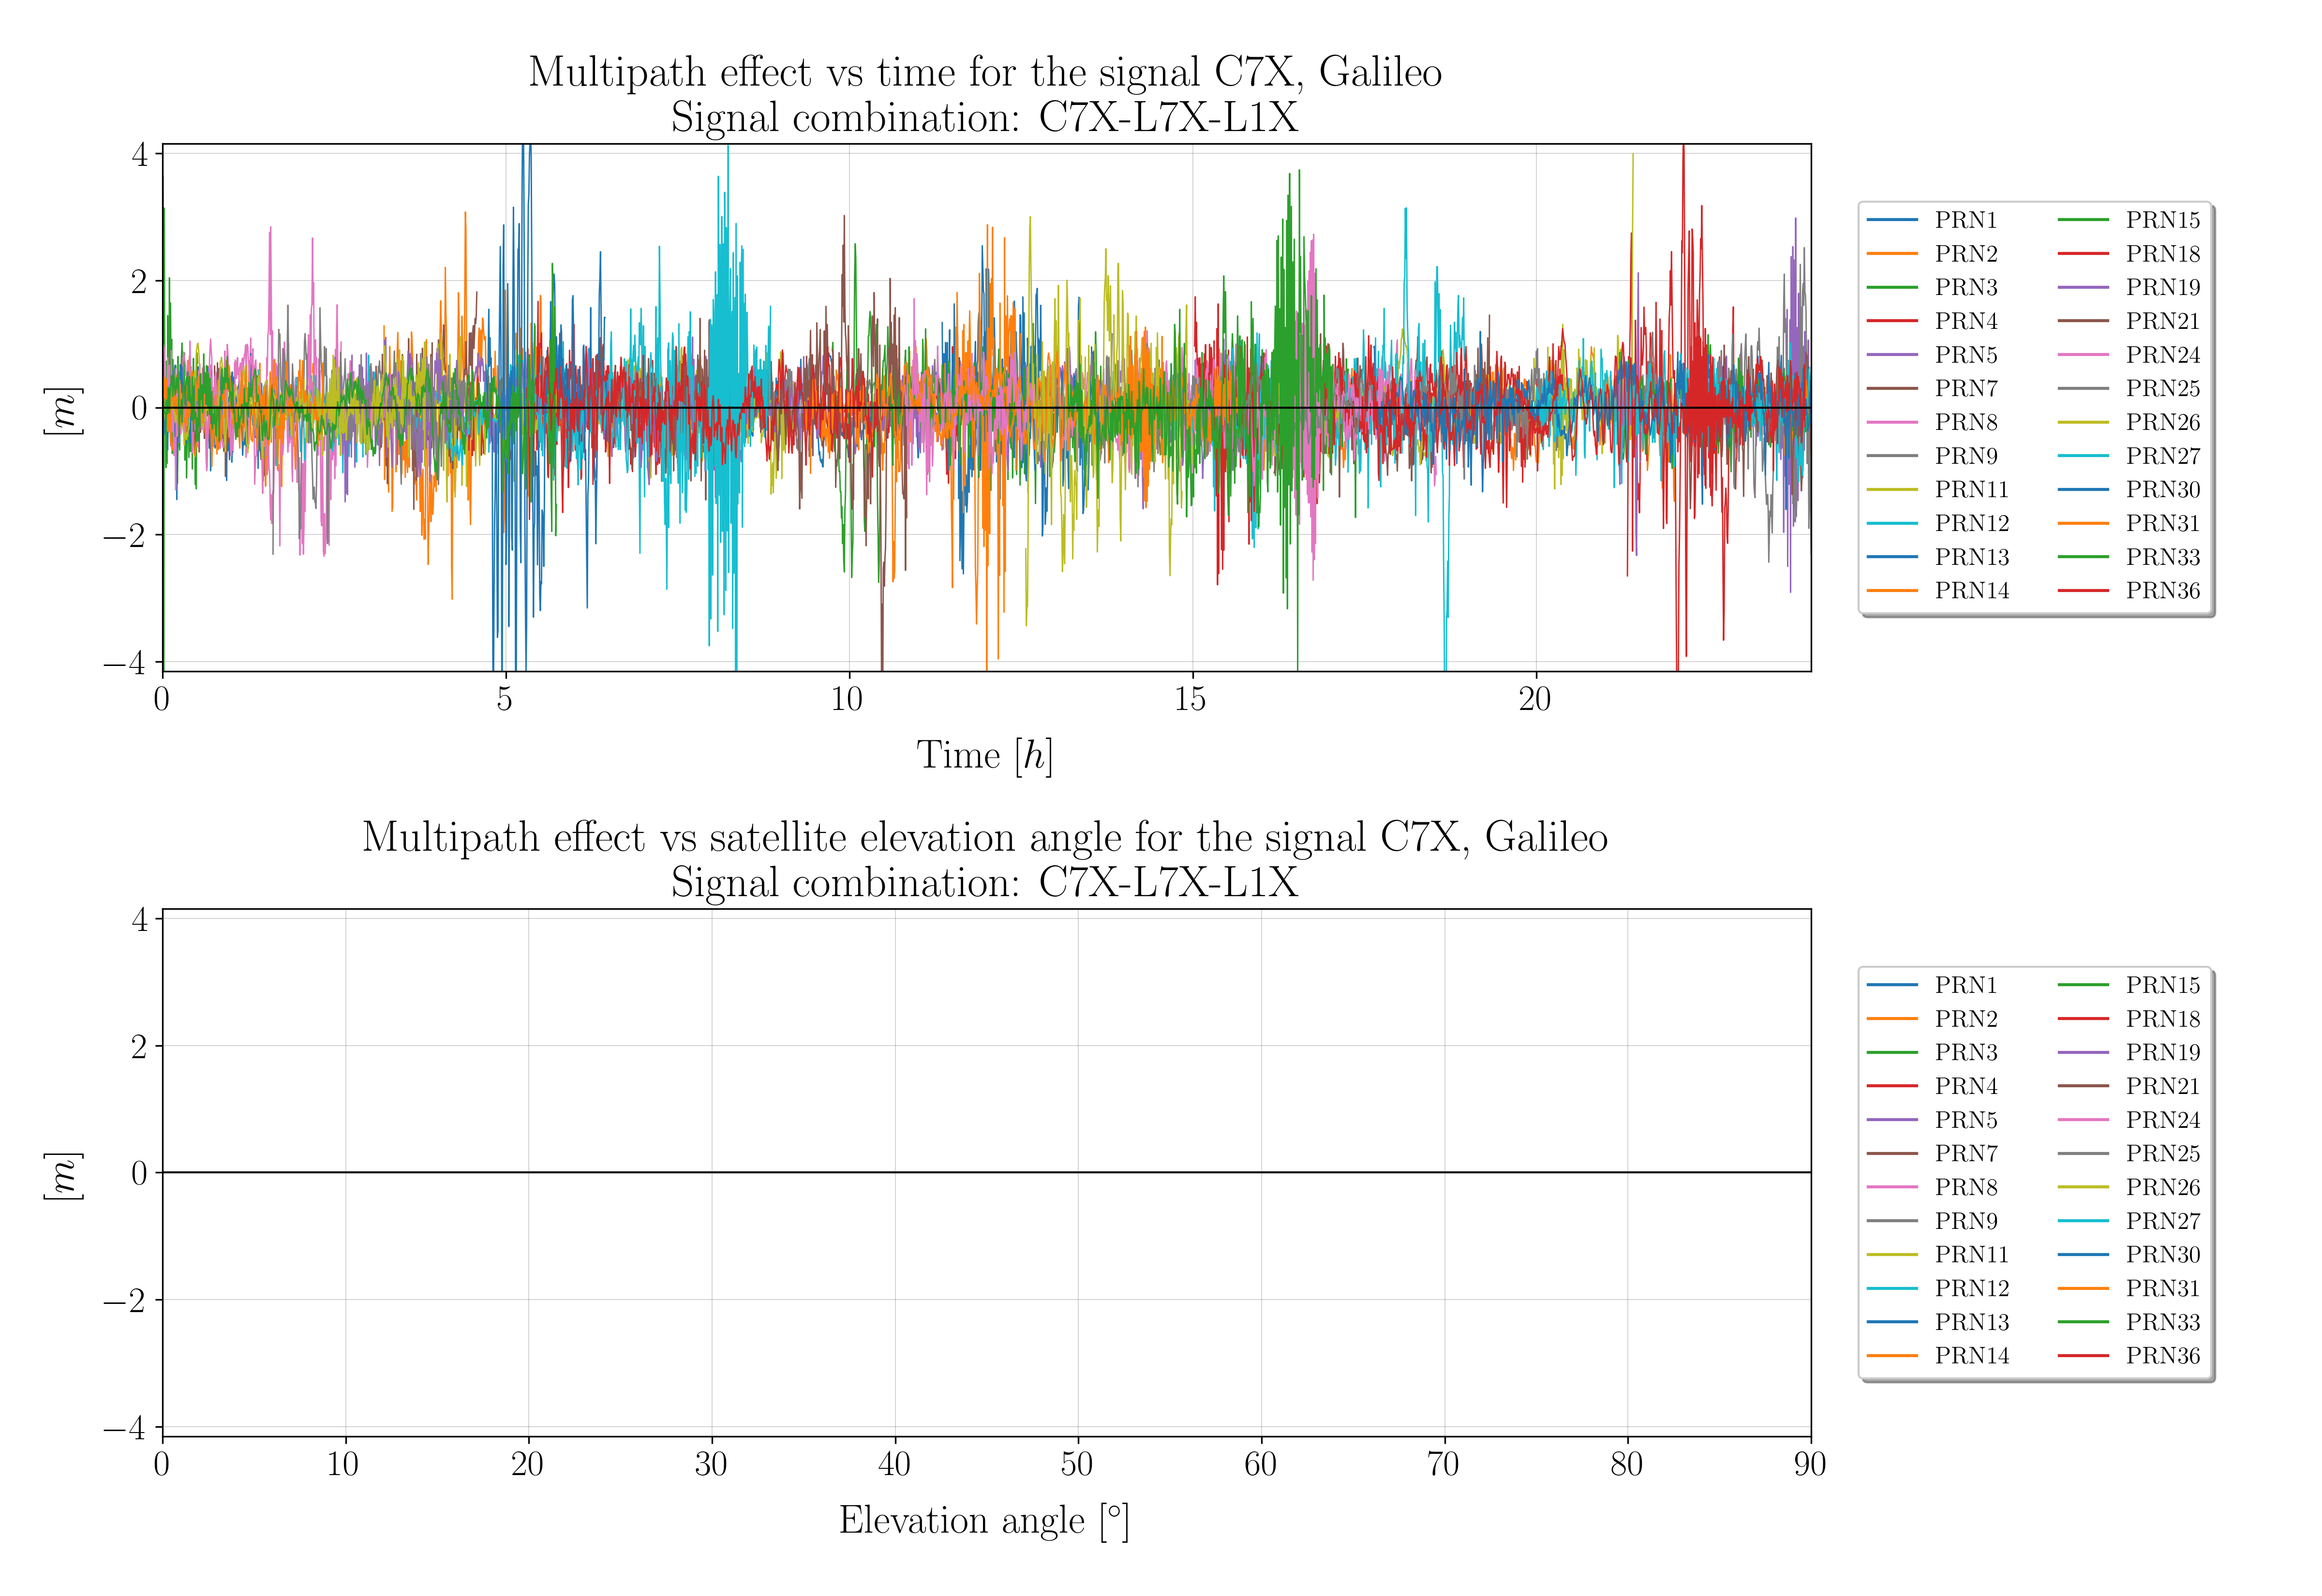 Multipath effect vs time for the signal C7X, Galileo
Signal combination: C7X-L7X-L1X
4
2
0
−2
−4
[m]
0 5 10 15 20
Time [h]
PRN1 PRN15
PRN2 PRN18
PRN3 PRN19
PRN4 PRN21
PRN5 PRN24
PRN7 PRN25
PRN8 PRN26
PRN9 PRN27
PRN11 PRN30
PRN12 PRN31
PRN13 PRN33
PRN14 PRN36
Multipath effect vs satellite elevation angle for the signal C7X, Galileo
Signal combination: C7X-L7X-L1X
4
2
0
−2
−4
[m]
0 10 20 30 40 50 60 70 80 90
Elevation angle [°]
PRN1 PRN15
PRN2 PRN18
PRN3 PRN19
PRN4 PRN21
PRN5 PRN24
PRN7 PRN25
PRN8 PRN26
PRN9 PRN27
PRN11 PRN30
PRN12 PRN31
PRN13 PRN33
PRN14 PRN36